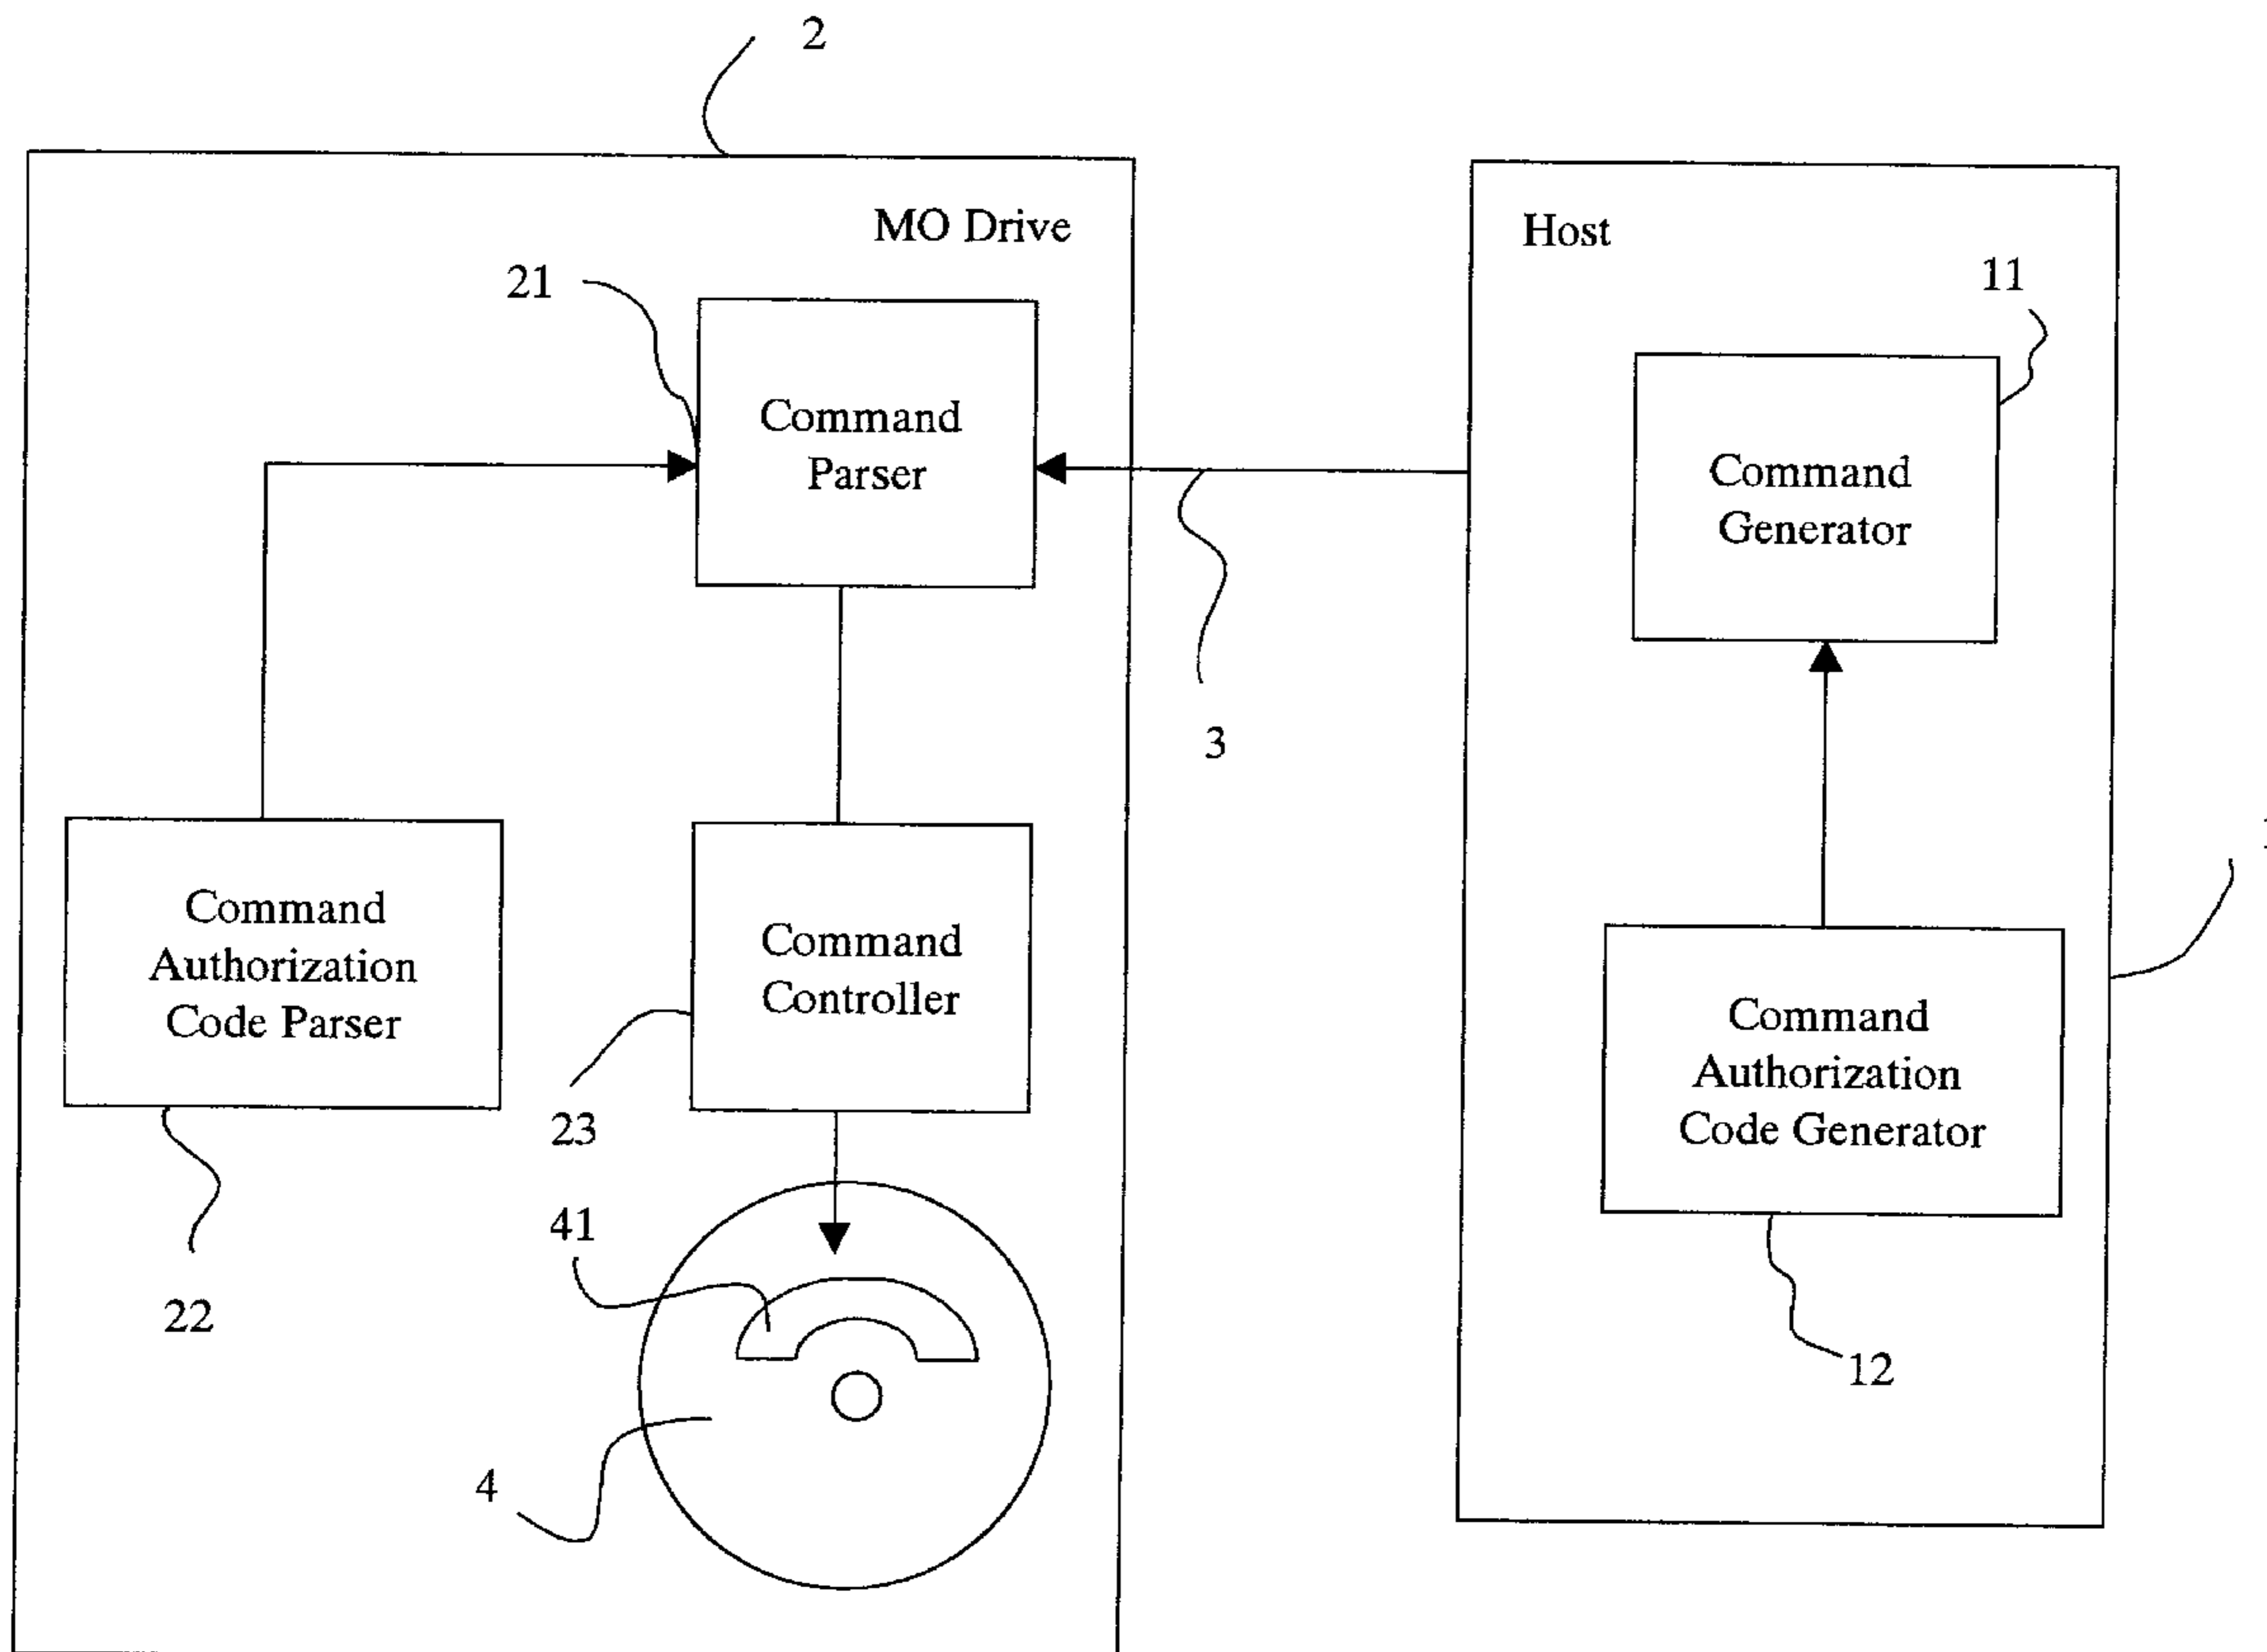 2
MO Drive
Host
21
11
Command
Parser
Command
Generator
3
Command
Authorization
Code Parser
Command
Controller
Command
Authorization
Code Generator
23
41
22
12
4